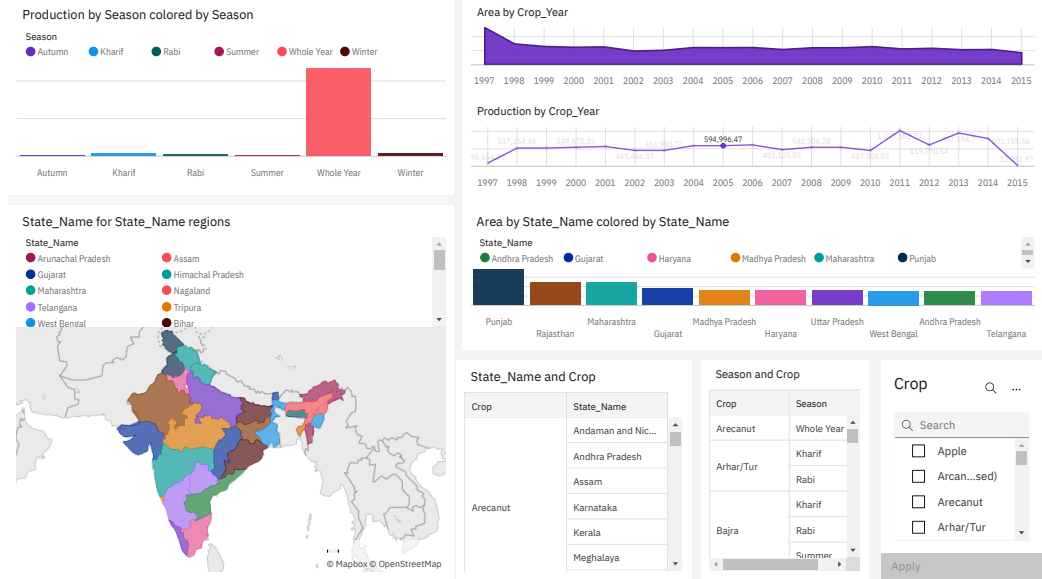 Production by Season colored by Season
Season
Autumn Kharif Rabi Summer Whole Year Winter
Autumn Kharif Rabi Summer Whole Year Winter
Area by Crop_Year
1997 1998 1999 2000 2001 2002 2003 2004 2005 2006 2007 2008 2009 2010 2011 2012 2013 2014 2015
Production by Crop_Year
594,996.47
1997 1998 1999 2000 2001 2002 2003 2004 2005 2006 2007 2008 2009 2010 2011 2012 2013 2014 2015
State_Name for State_Name regions
State_Name
Arunachal Pradesh Assam
Gujarat Himachal Pradesh
Maharashtra Nagaland
Telangana Tripura
West Bengal Bihar
© Mapbox © OpenStreetMap
Area by State_Name colored by State_Name
State_Name
Andhra Pradesh Gujarat Haryana Madhya Pradesh Maharashtra Punjab
Punjab Maharashtra Madhya Pradesh Uttar Pradesh Andhra Pradesh
Rajasthan Gujarat Haryana West Bengal Telangana
State_Name and Crop
Crop State_Name
Andaman and Nic...
Andhra Pradesh
Assam
Arecanut Karnataka
Kerala
Meghalaya
Season and Crop
Crop Season
Arecanut Whole Year
Arhar/Tur Kharif
Rabi
Kharif
Bajra Rabi
Summer
Crop ...
Search
Apple
Arcan...sed)
Arecanut
Arhar/Tur
Apply